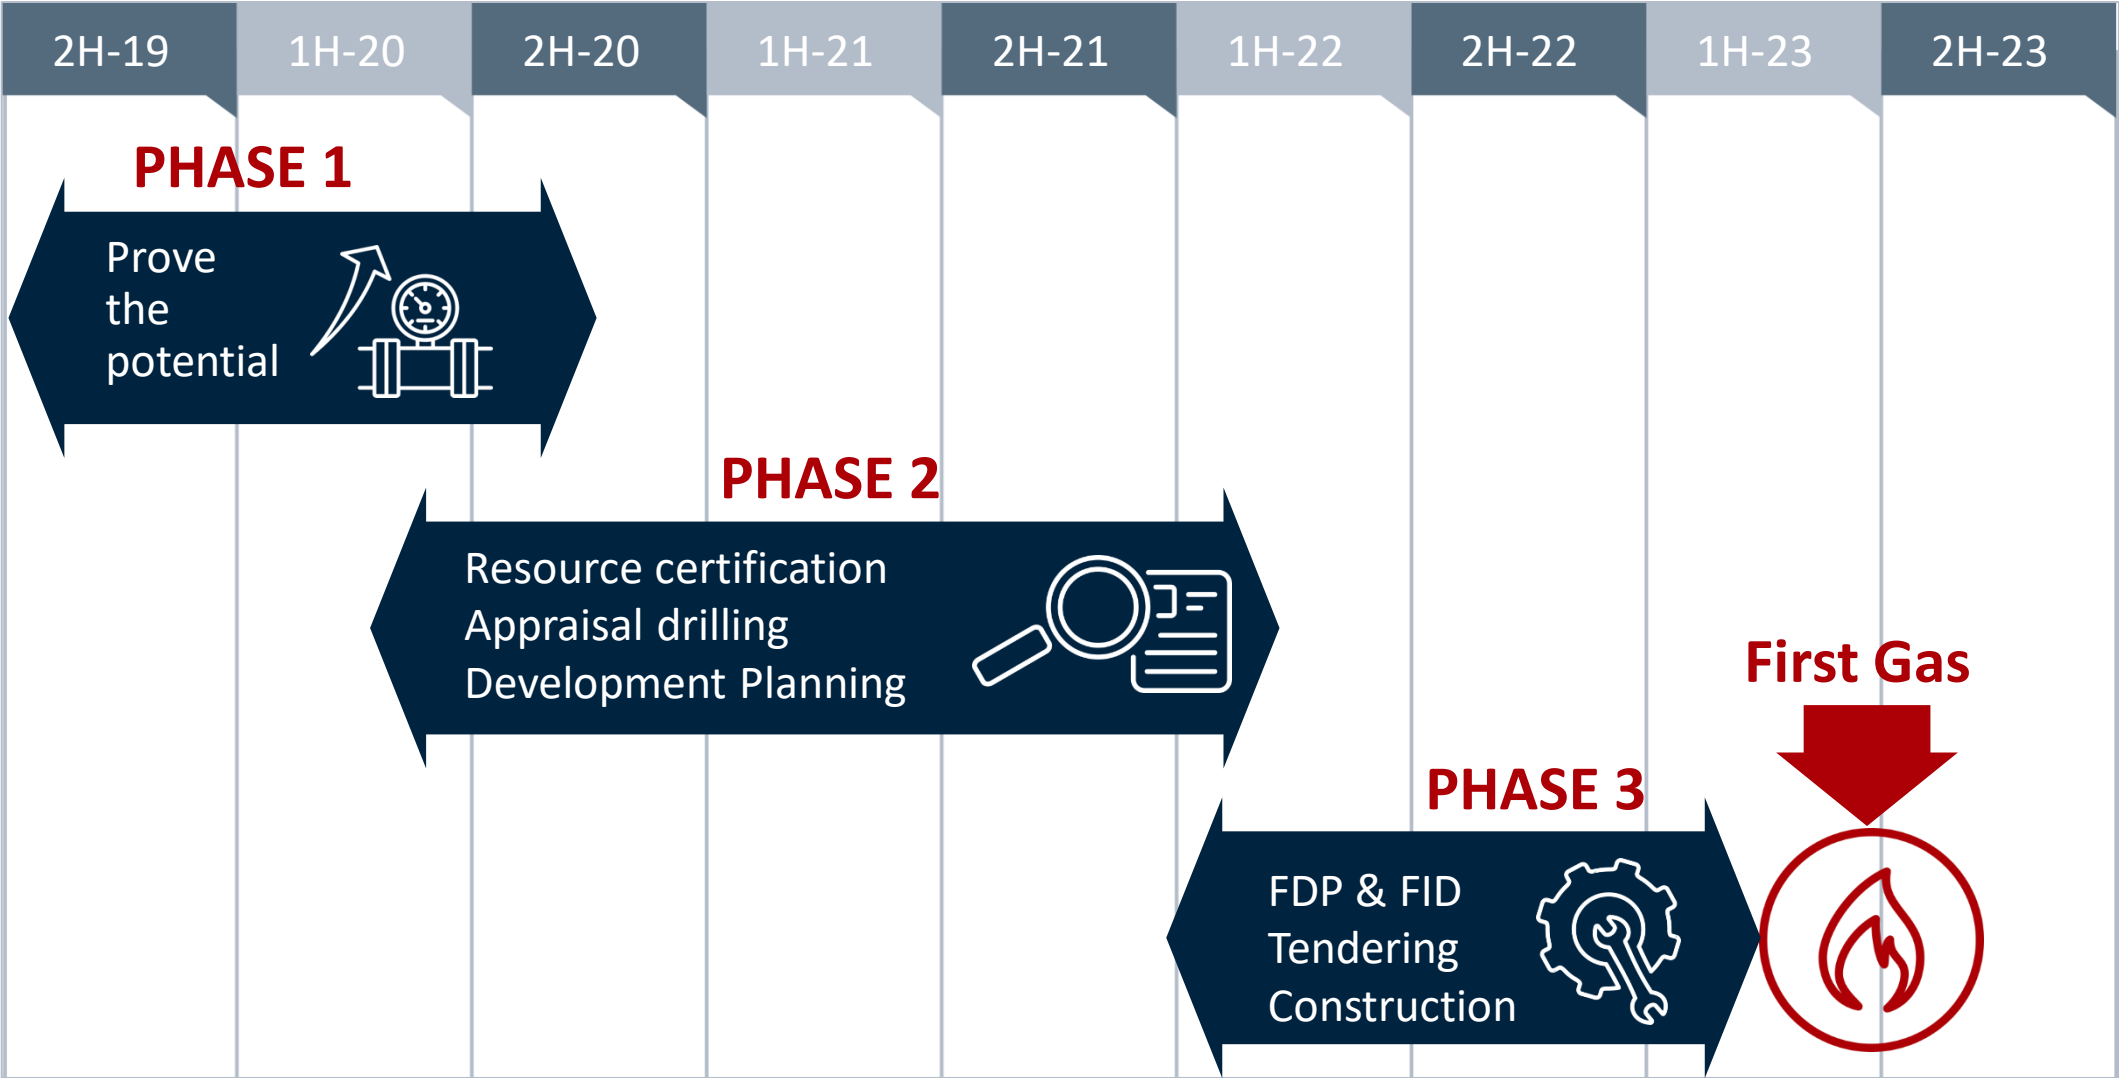 2H-19 1H-20 2H-20 1H-21 2H-21 1H-22 2H-22 1H-23 2H-23
PHASE 1
Prove
the
potential
PHASE 2
Resource certification
Appraisal drilling
Development Planning
First Gas
PHASE 3
FDP & FID
Tendering
Construction